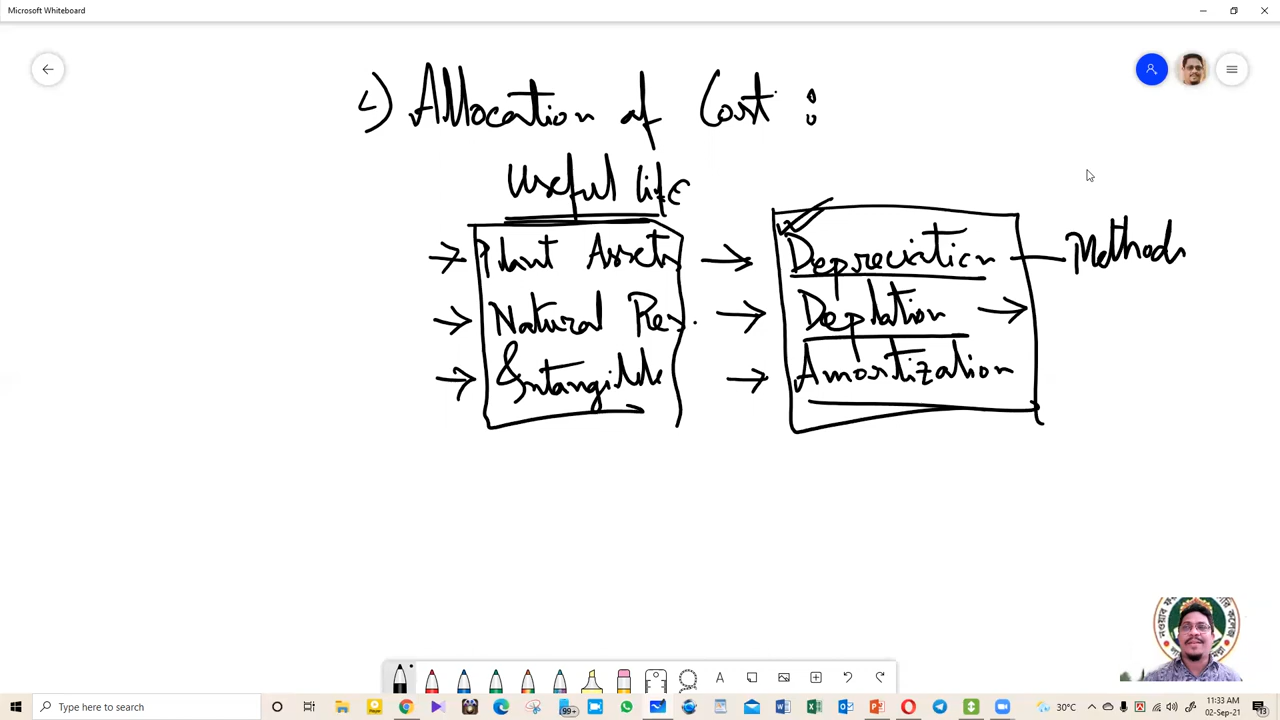 Microsoft Whiteboard
c) Allocation of Cost :
Useful life
→ Plant Assets → Depreciation — Methods
→ Natural Res. → Depletion →
→ Intangible → Amortization
A
99+
Type here to search
30°C
11:33 AM
02-Sep-21